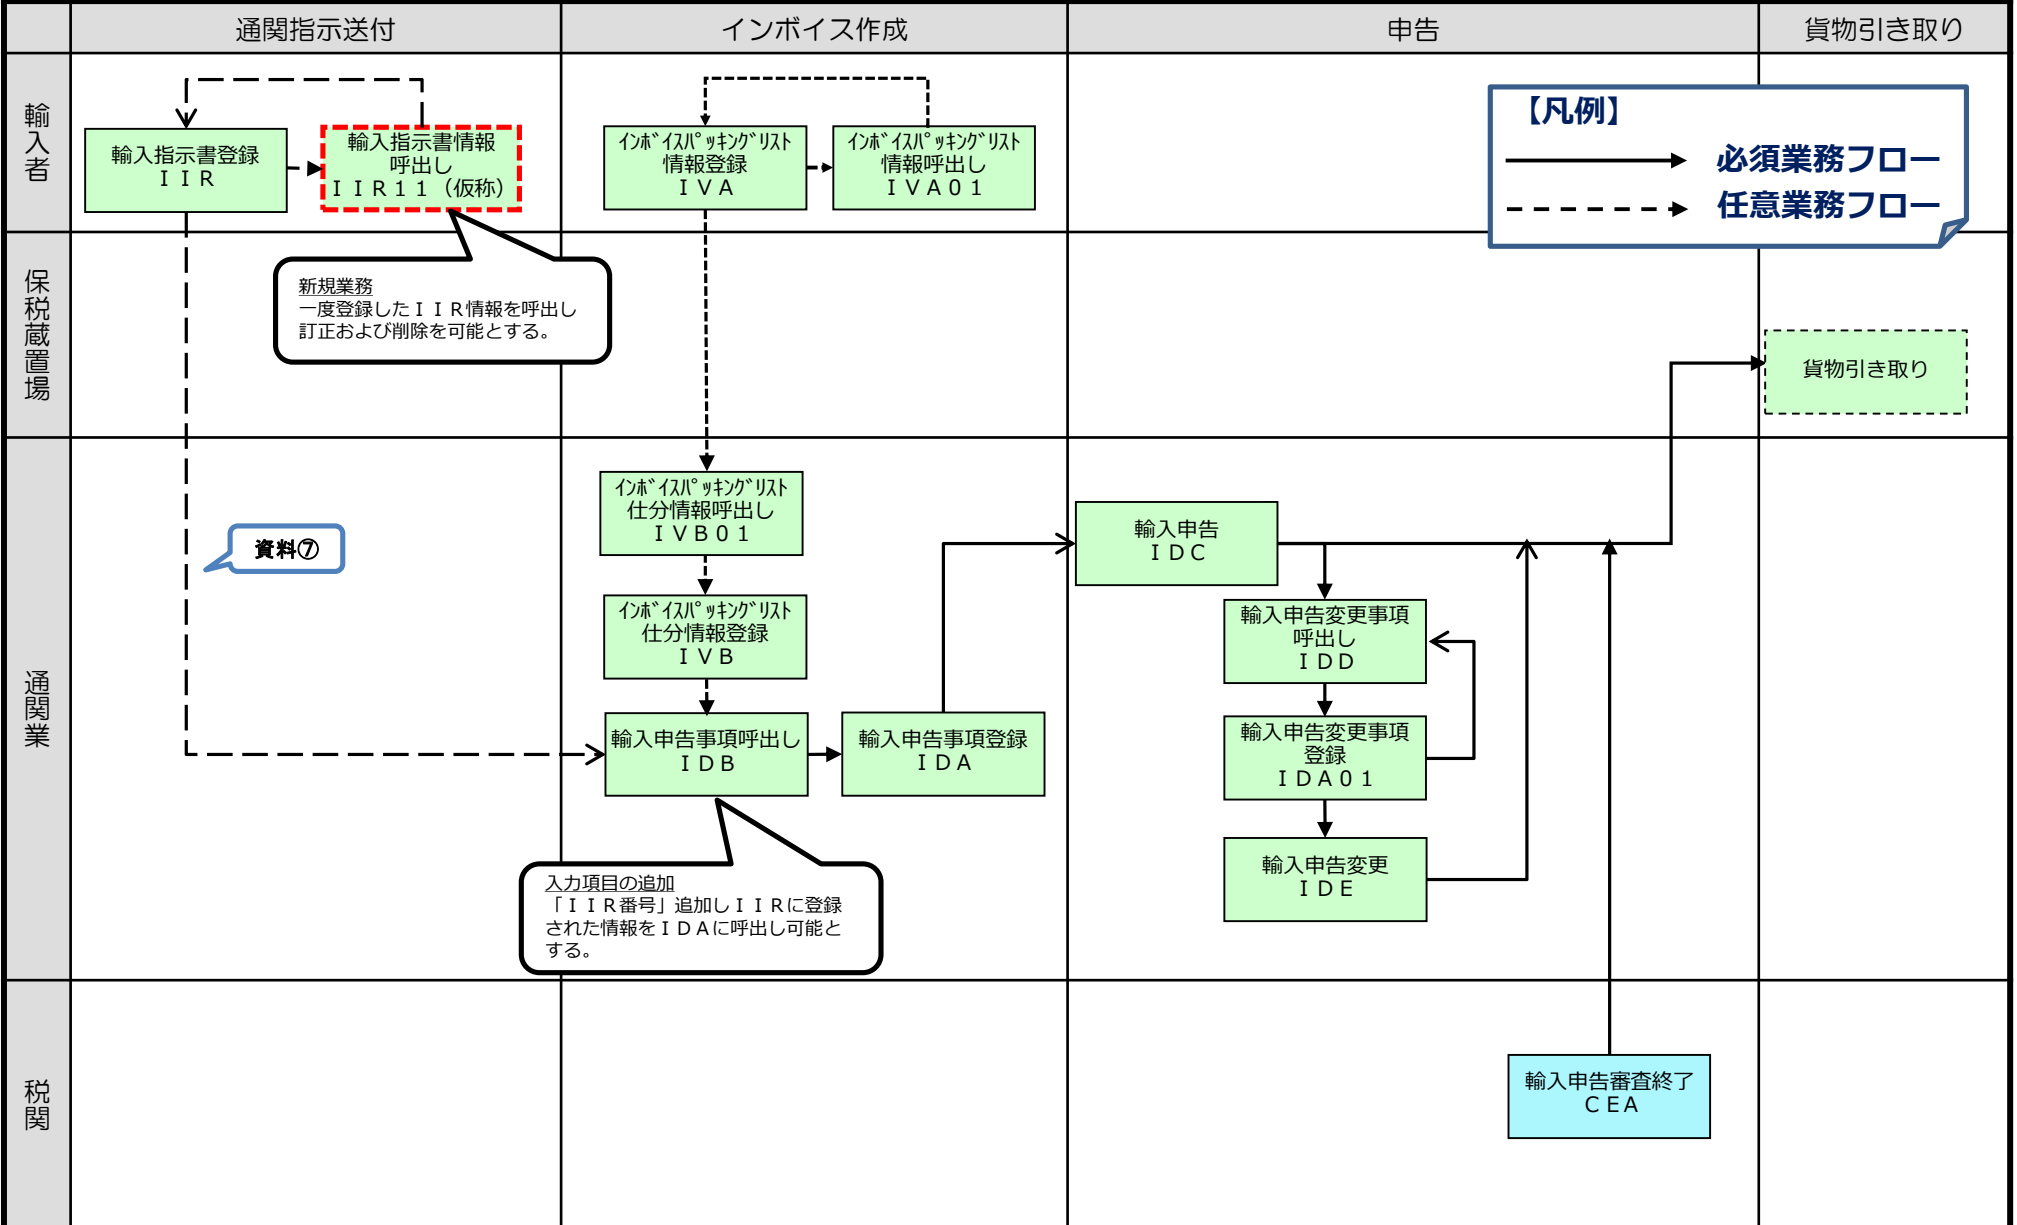 通関指示送付
インボイス作成
申告
貨物引き取り
輸入者
輸入指示書登録
ＩＩＲ
輸入指示書情報
呼出し
ＩＩＲ１１（仮称）
ｲﾝﾎﾞｲｽﾊﾟｯｷﾝｸﾞﾘｽﾄ
情報登録
ＩＶＡ
ｲﾝﾎﾞｲｽﾊﾟｯｷﾝｸﾞﾘｽﾄ
情報呼出し
ＩＶＡ０１
【凡例】
必須業務フロー
任意業務フロー
保税蔵置場
新規業務
一度登録したＩＩＲ情報を呼出し
訂正および削除を可能とする。
貨物引き取り
通関業
資料⑦
ｲﾝﾎﾞｲｽﾊﾟｯｷﾝｸﾞﾘｽﾄ
仕分情報呼出し
ＩＶＢ０１
ｲﾝﾎﾞｲｽﾊﾟｯｷﾝｸﾞﾘｽﾄ
仕分情報登録
ＩＶＢ
輸入申告事項呼出し
ＩＤＢ
輸入申告事項登録
ＩＤＡ
輸入申告
ＩＤＣ
輸入申告変更事項
呼出し
ＩＤＤ
輸入申告変更事項
登録
ＩＤＡ０１
輸入申告変更
ＩＤＥ
入力項目の追加
「ＩＩＲ番号」追加しＩＩＲに登録
された情報をＩＤＡに呼出し可能と
する。
税関
輸入申告審査終了
ＣＥＡ